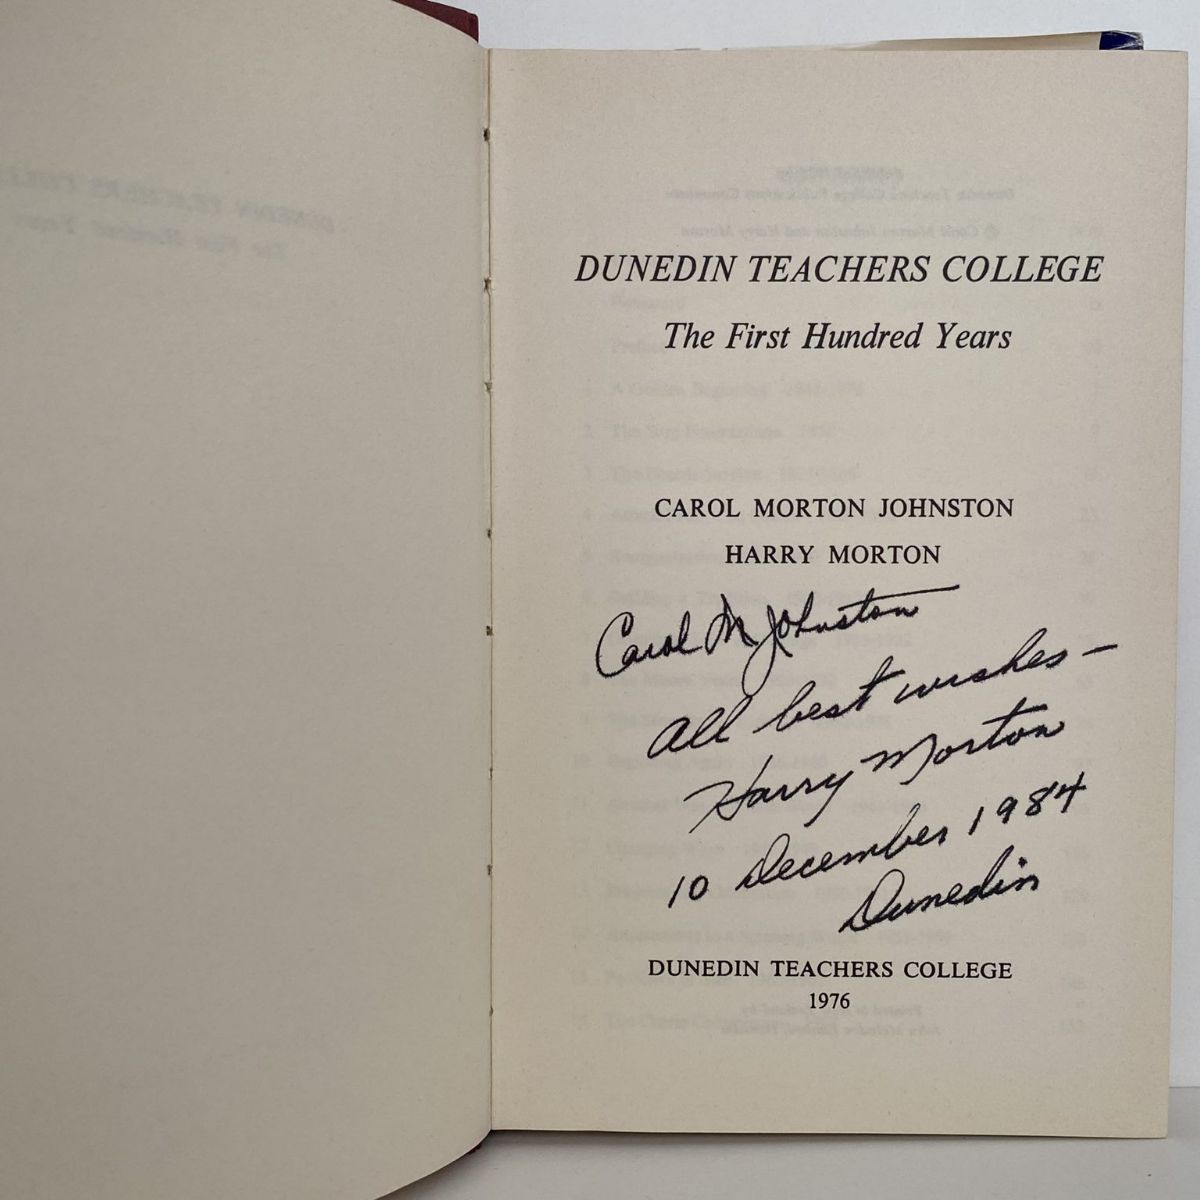 DUNEDIN TEACHERS COLLEGE
The First Hundred Years
CAROL MORTON JOHNSTON
HARRY MORTON
Carol M Johnston
All best wishes –
Harry Morton
10 December 1984
Dunedin
DUNEDIN TEACHERS COLLEGE
1976